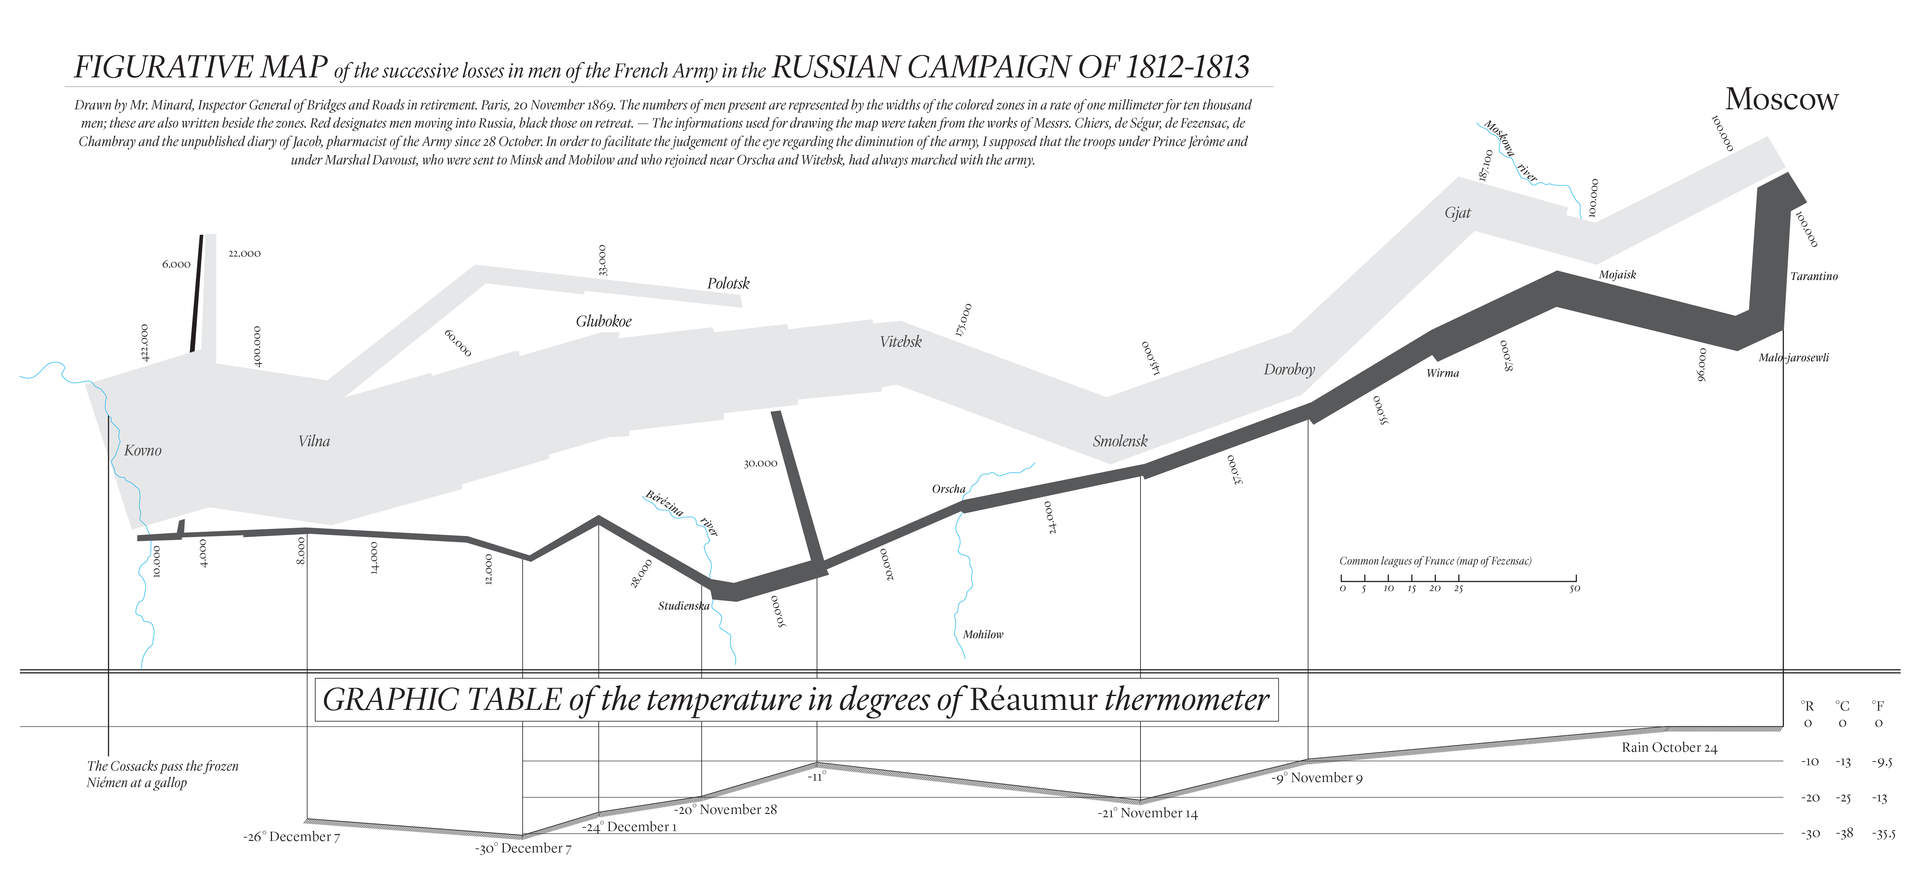 FIGURATIVE MAP of the successive losses in men of the French Army in the RUSSIAN CAMPAIGN OF 1812-1813
Drawn by Mr. Minard, Inspector General of Bridges and Roads in retirement. Paris, 20 November 1869. The numbers of men present are represented by the widths of the colored zones in a rate of one millimeter for ten thousand
men; these are also written beside the zones. Red designates men moving into Russia, black those on retreat. — The informations used for drawing the map were taken from the works of Messrs. Chiers, de Ségur, de Fezensac, de
Chambray and the unpublished diary of Jacob, pharmacist of the Army since 28 October. In order to facilitate the judgement of the eye regarding the diminution of the army, I supposed that the troops under Prince Jèrôme and
under Marshal Davoust, who were sent to Minsk and Mobilow and who rejoined near Orscha and Witebsk, had always marched with the army.
Moscow
100.000
Moskowa river
187.100
100.000
Gjat
100.000
6.000
22.000
33.000
Polotsk
Mojaisk
Tarantino
422.000
400.000
60.000
Glubokoe
Vitebsk
175.000
145.000
Doroboy
Wirma
87.000
96.000
Malo-jarosewli
55.000
Kovno
Vilna
30.000
Smolensk
37.000
Orscha
24.000
Bérézina river
10.000
4.000
8.000
14.000
12.000
28.000
Studienska
50.000
20.000
Mohilow
Common leagues of France (map of Fezensac)
0 5 10 15 20 25 50
GRAPHIC TABLE of the temperature in degrees of Réaumur thermometer
°R °C °F
0 0 0
Rain October 24
-10 -13 -9.5
The Cossacks pass the frozen
Niémen at a gallop
-11°
-9° November 9
-20 -25 -13
-20° November 28
-21° November 14
-24° December 1
-26° December 7
-30 -38 -35.5
-30° December 7